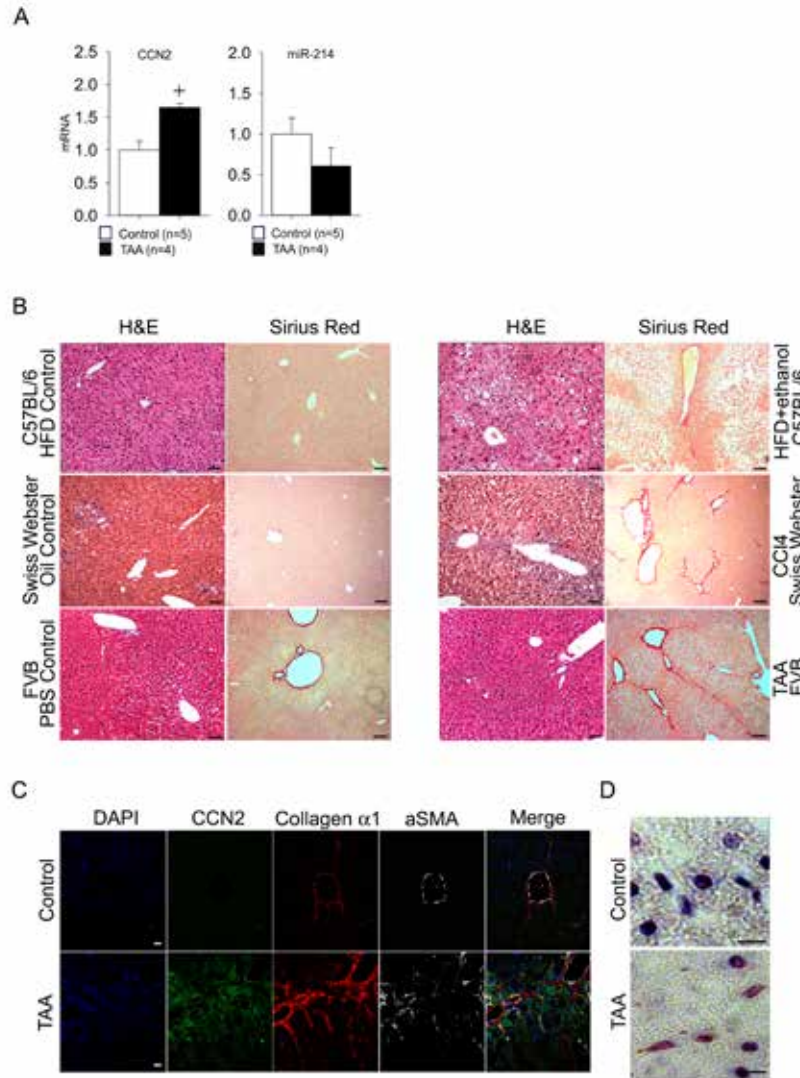 A
CCN2
miR-214
mRNA
2.5
2.0
1.5
1.0
0.5
0.0
+
2.5
2.0
1.5
1.0
0.5
0.0
Control (n=5)
TAA (n=4)
Control (n=5)
TAA (n=4)
B
H&E
Sirius Red
H&E
Sirius Red
C57BL/6
HFD Control
HFD+ethanol
C57BL/6
Swiss Webster
Oil Control
CCl4
Swiss Webster
FVB
PBS Control
TAA
FVB
C
DAPI
CCN2
Collagen α1
aSMA
Merge
Control
TAA
D
Control
TAA